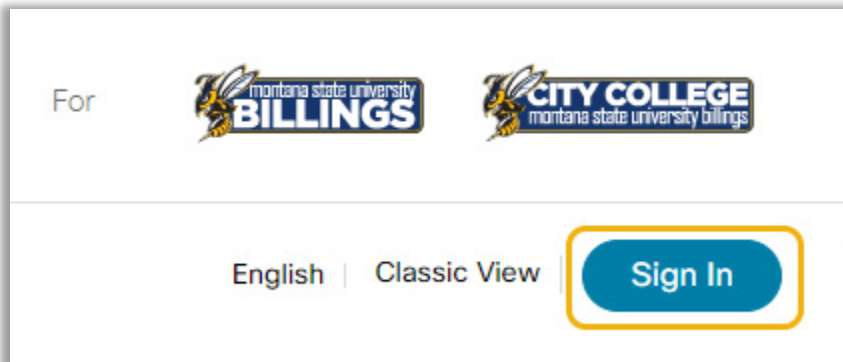 For
montana state university
BILLINGS
CITY COLLEGE
montana state university billings
English | Classic View | Sign In